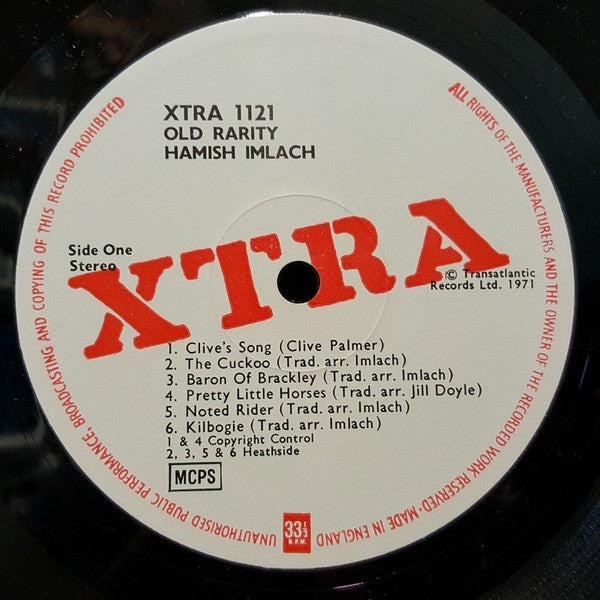 XTRA 1121
OLD RARITY
HAMISH IMLACH
Side One
Stereo
XTRA
© Transatlantic
Records Ltd. 1971
1. Clive's Song (Clive Palmer)
2. The Cuckoo (Trad. arr. Imlach)
3. Baron Of Brackley (Trad. arr. Imlach)
4. Pretty Little Horses (Trad. arr. Jill Doyle)
5. Noted Rider (Trad. arr. Imlach)
6. Kilbogie (Trad. arr. Imlach)
1 & 4 Copyright Control
2, 3, 5 & 6 Heathside
MCPS
33 1/3
R.P.M.
ALL RIGHTS OF THE MANUFACTURERS AND THE OWNER OF THE RECORDED WORK RESERVED·MADE IN ENGLAND
UNAUTHORISED PUBLIC PERFORMANCE, BROADCASTING AND COPYING OF THIS RECORD PROHIBITED